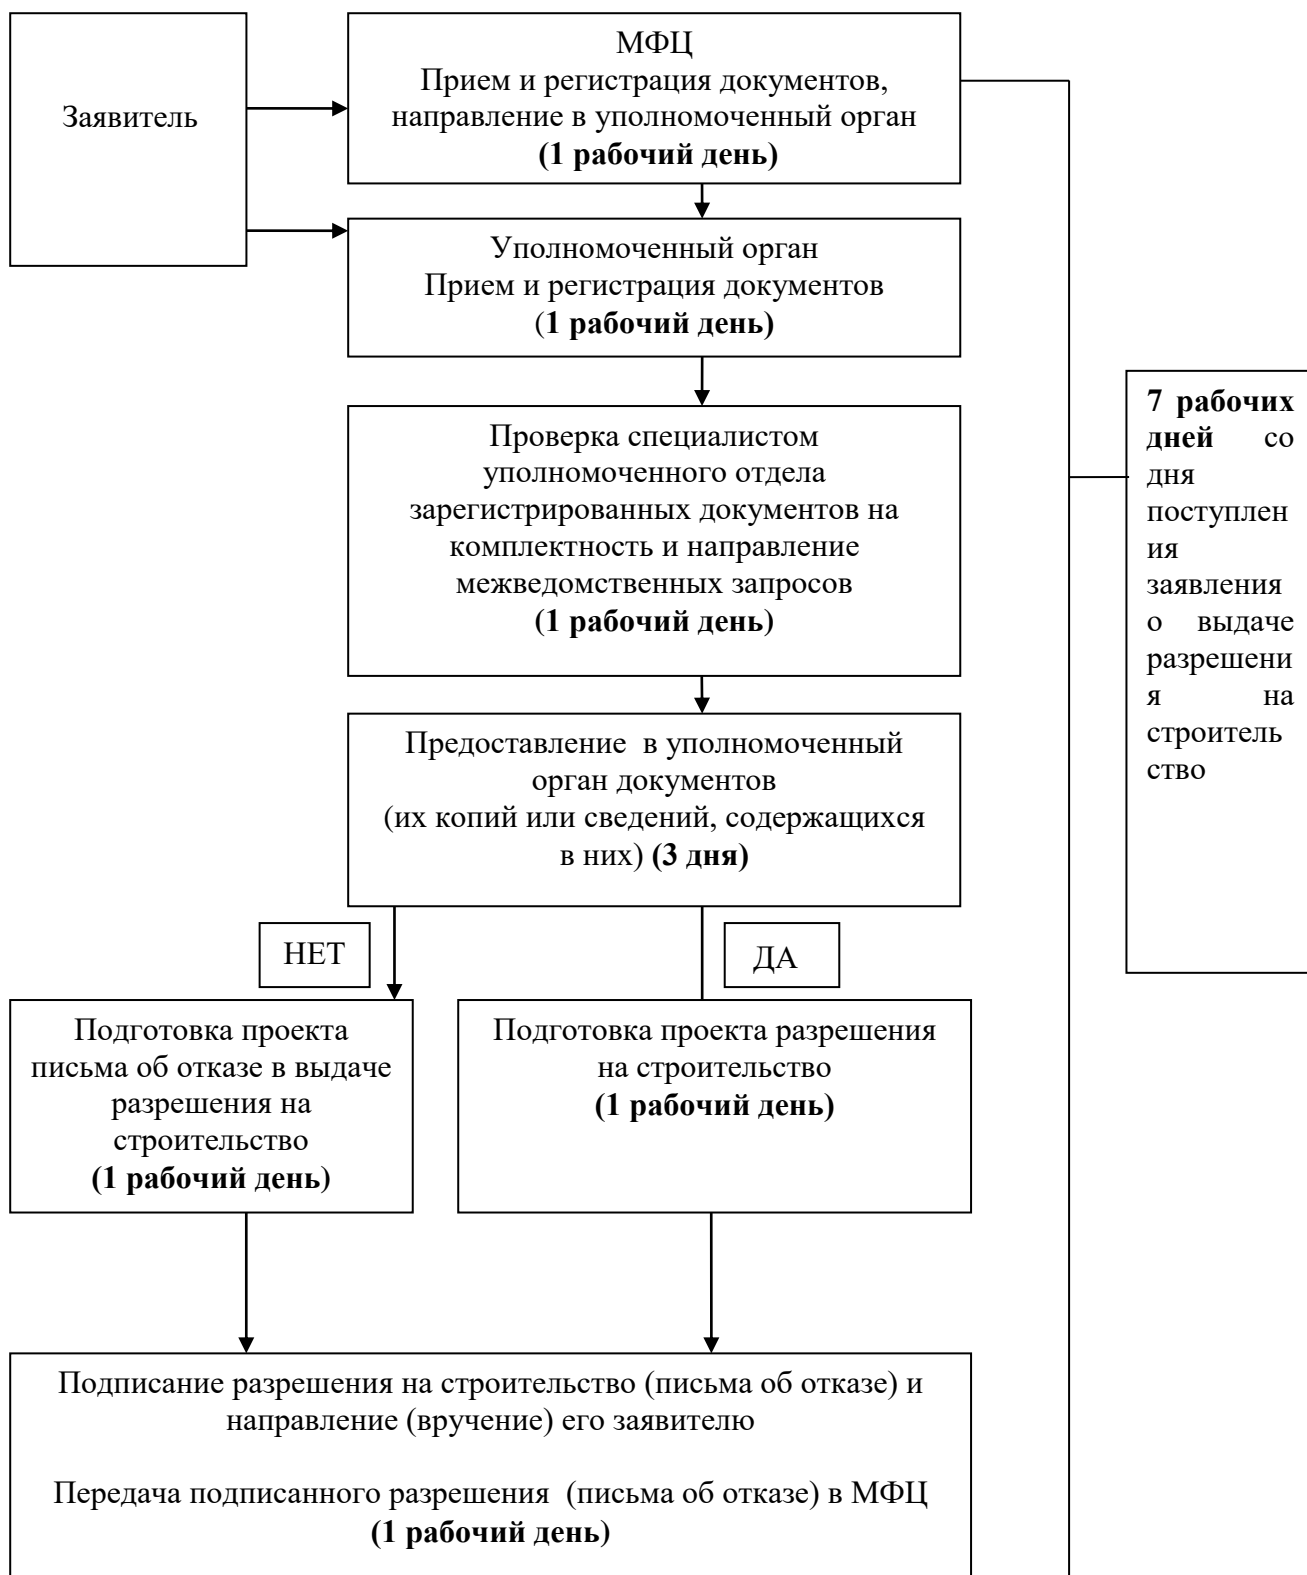 Заявитель
МФЦ
Прием и регистрация документов,
направление в уполномоченный орган
(1 рабочий день)
Уполномоченный орган
Прием и регистрация документов
(1 рабочий день)
Проверка специалистом
уполномоченного отдела
зарегистрированных документов на
комплектность и направление
межведомственных запросов
(1 рабочий день)
7 рабочих
дней со
дня
поступлен
ия
заявления
о выдаче
разрешени
я на
строитель
ство
Предоставление в уполномоченный
орган документов
(их копий или сведений, содержащихся
в них) (3 дня)
НЕТ
ДА
Подготовка проекта
письма об отказе в выдаче
разрешения на
строительство
(1 рабочий день)
Подготовка проекта разрешения
на строительство
(1 рабочий день)
Подписание разрешения на строительство (письма об отказе) и
направление (вручение) его заявителю
Передача подписанного разрешения (письма об отказе) в МФЦ
(1 рабочий день)